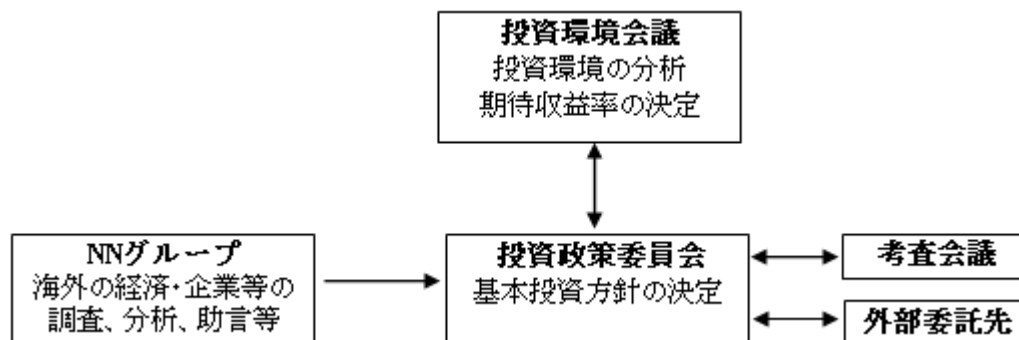 投資環境会議
投資環境の分析
期待収益率の決定
NNグループ
海外の経済･企業等の
調査、分析、助言等
投資政策委員会
基本投資方針の決定
考査会議
外部委託先